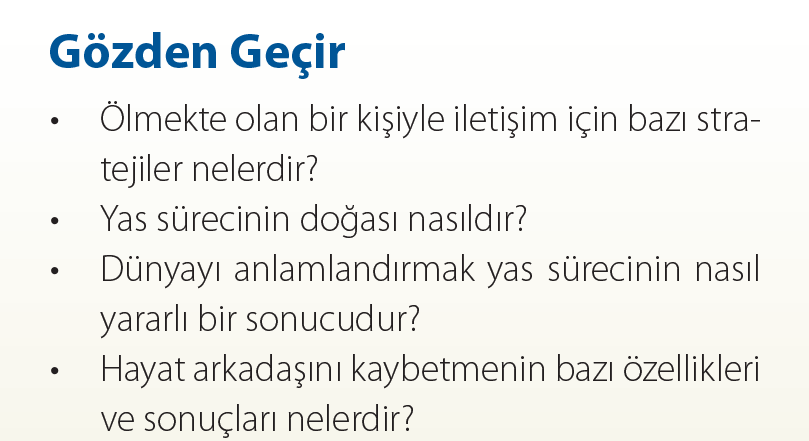 Gözden Geçir
• Ölmekte olan bir kişiyle iletişim için bazı stra-
tejiler nelerdir?
• Yas sürecinin doğası nasıldır?
• Dünyayı anlamlandırmak yas sürecinin nasıl
yararlı bir sonucudur?
• Hayat arkadaşını kaybetmenin bazı özellikleri
ve sonuçları nelerdir?